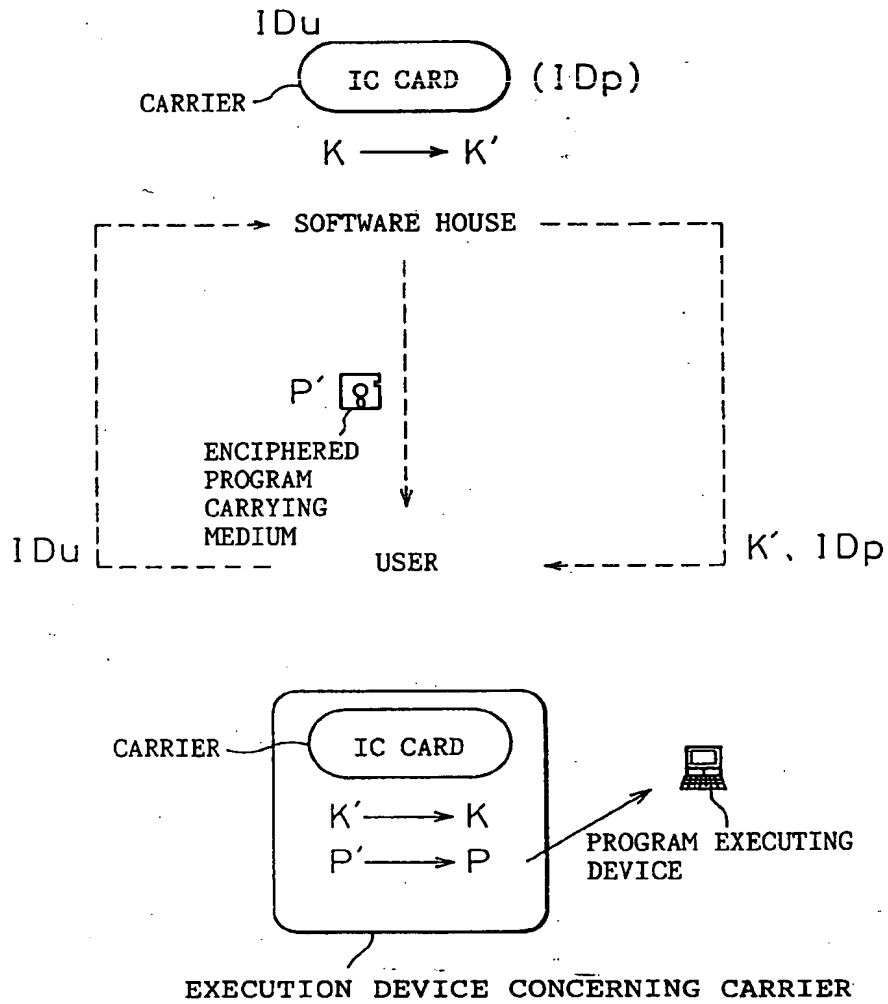 IDu
IC CARD (IDp)
CARRIER
K → K′
SOFTWARE HOUSE
P′
ENCIPHERED
PROGRAM
CARRYING
MEDIUM
IDu
USER
K′、IDp
CARRIER
IC CARD
K′ → K
P′ → P
PROGRAM EXECUTING
DEVICE
EXECUTION DEVICE CONCERNING CARRIER